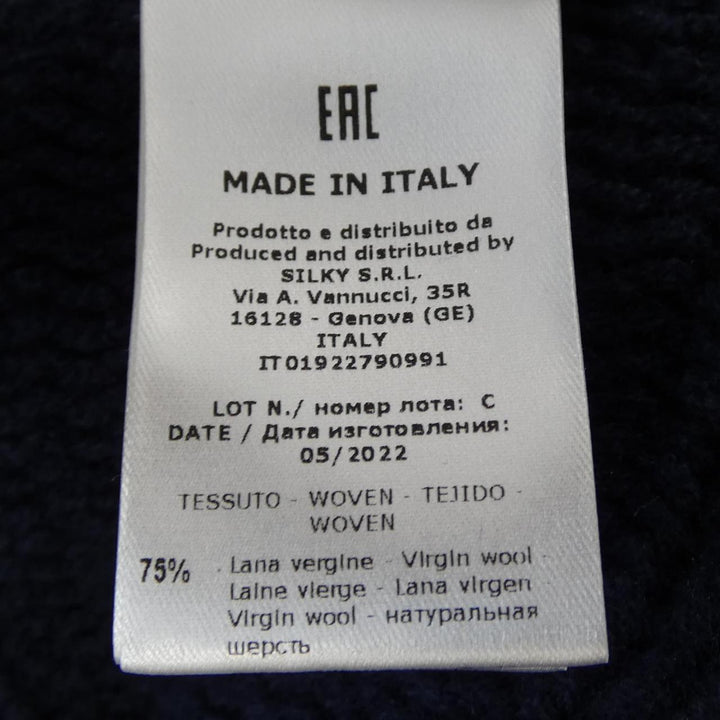 EAC
MADE IN ITALY
Prodotto e distribuito da
Produced and distributed by
SILKY S.R.L.
Via A. Vannucci, 35R
16128 - Genova (GE)
ITALY
IT01922790991
LOT N./ номер лота: C
DATE / Дата изготовления:
05/2022
TESSUTO - WOVEN - TEJIDO -
WOVEN
75% Lana vergine - Virgin wool -
Laine vierge - Lana virgen -
Virgin wool - натуральная
шерсть